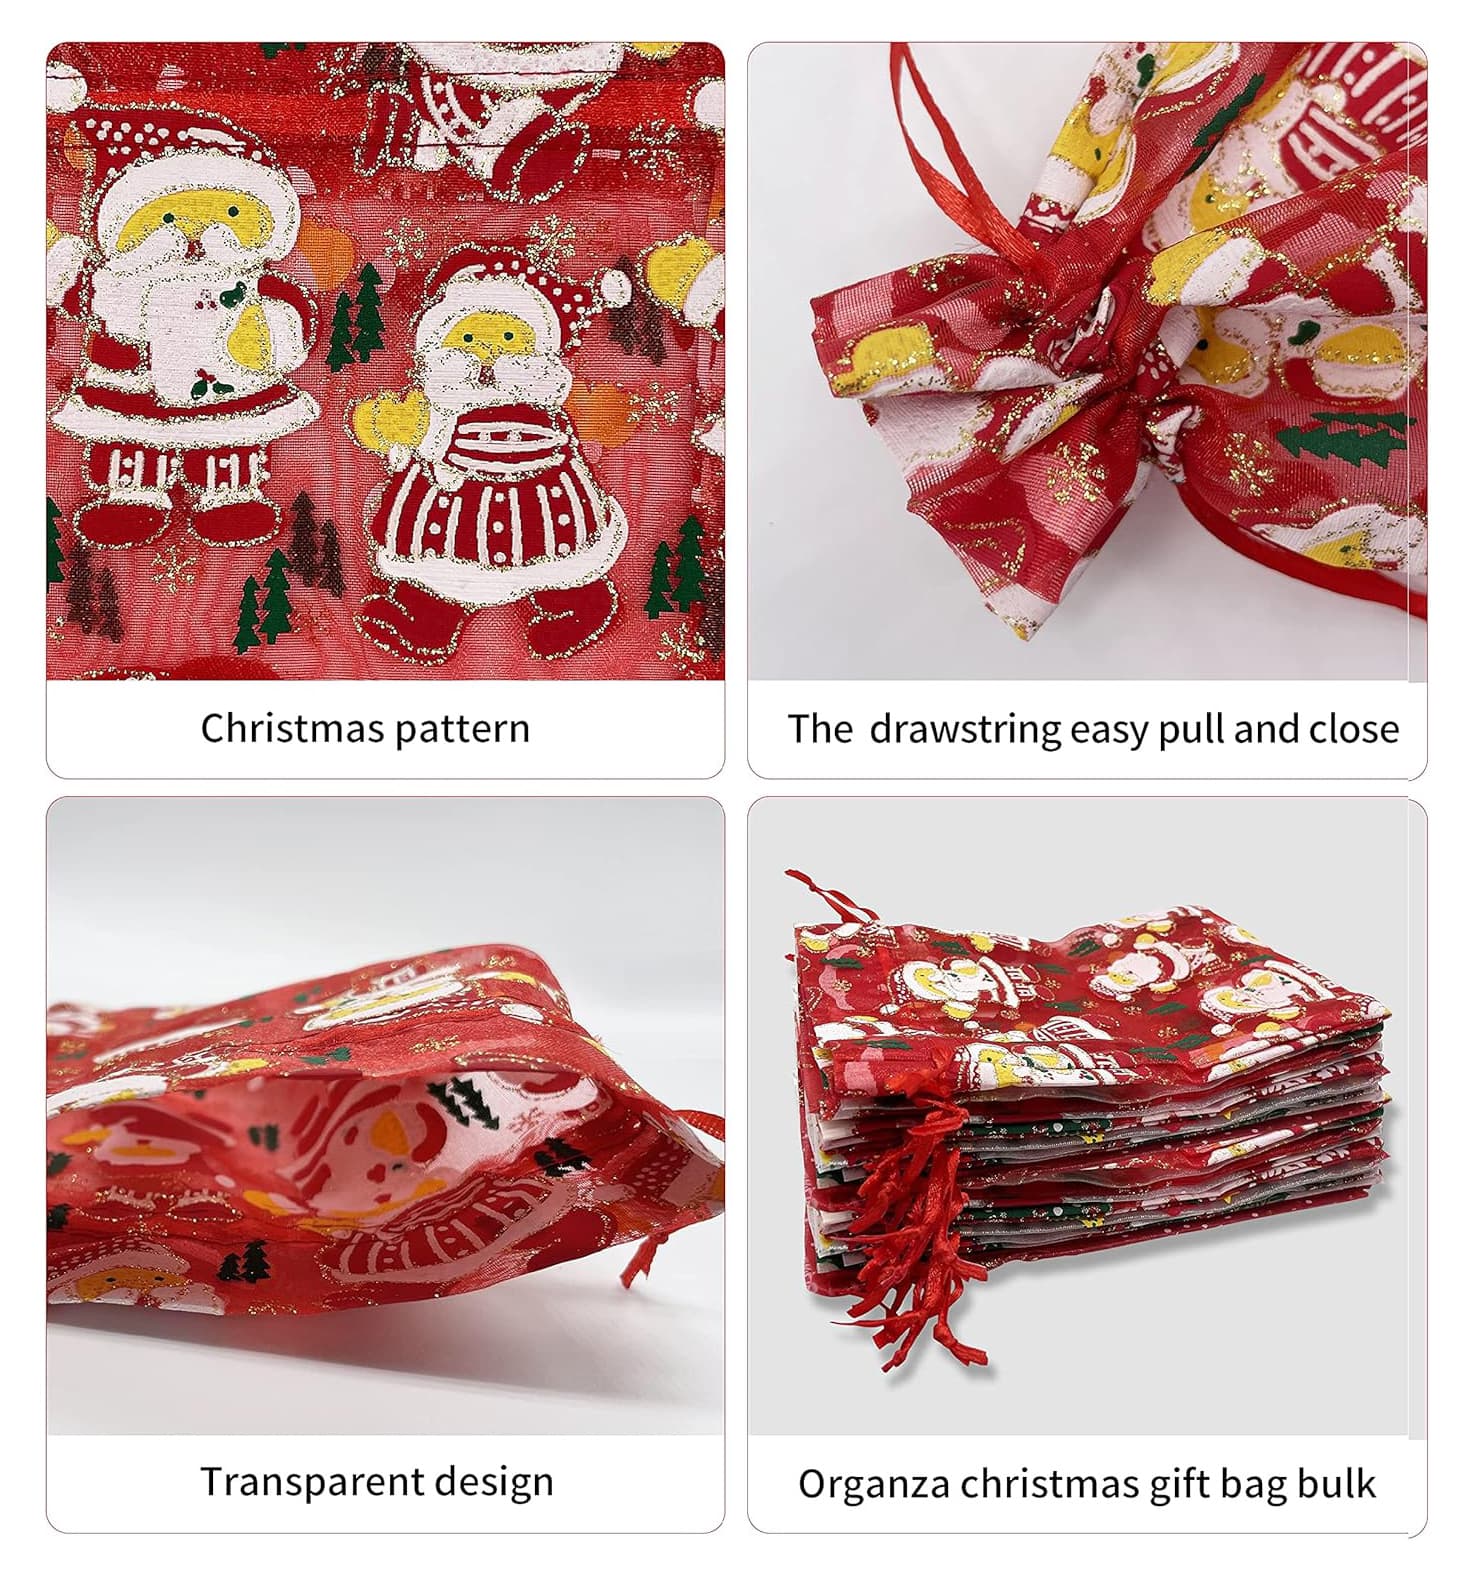 Christmas pattern
The drawstring easy pull and close
Transparent design
Organza christmas gift bag bulk